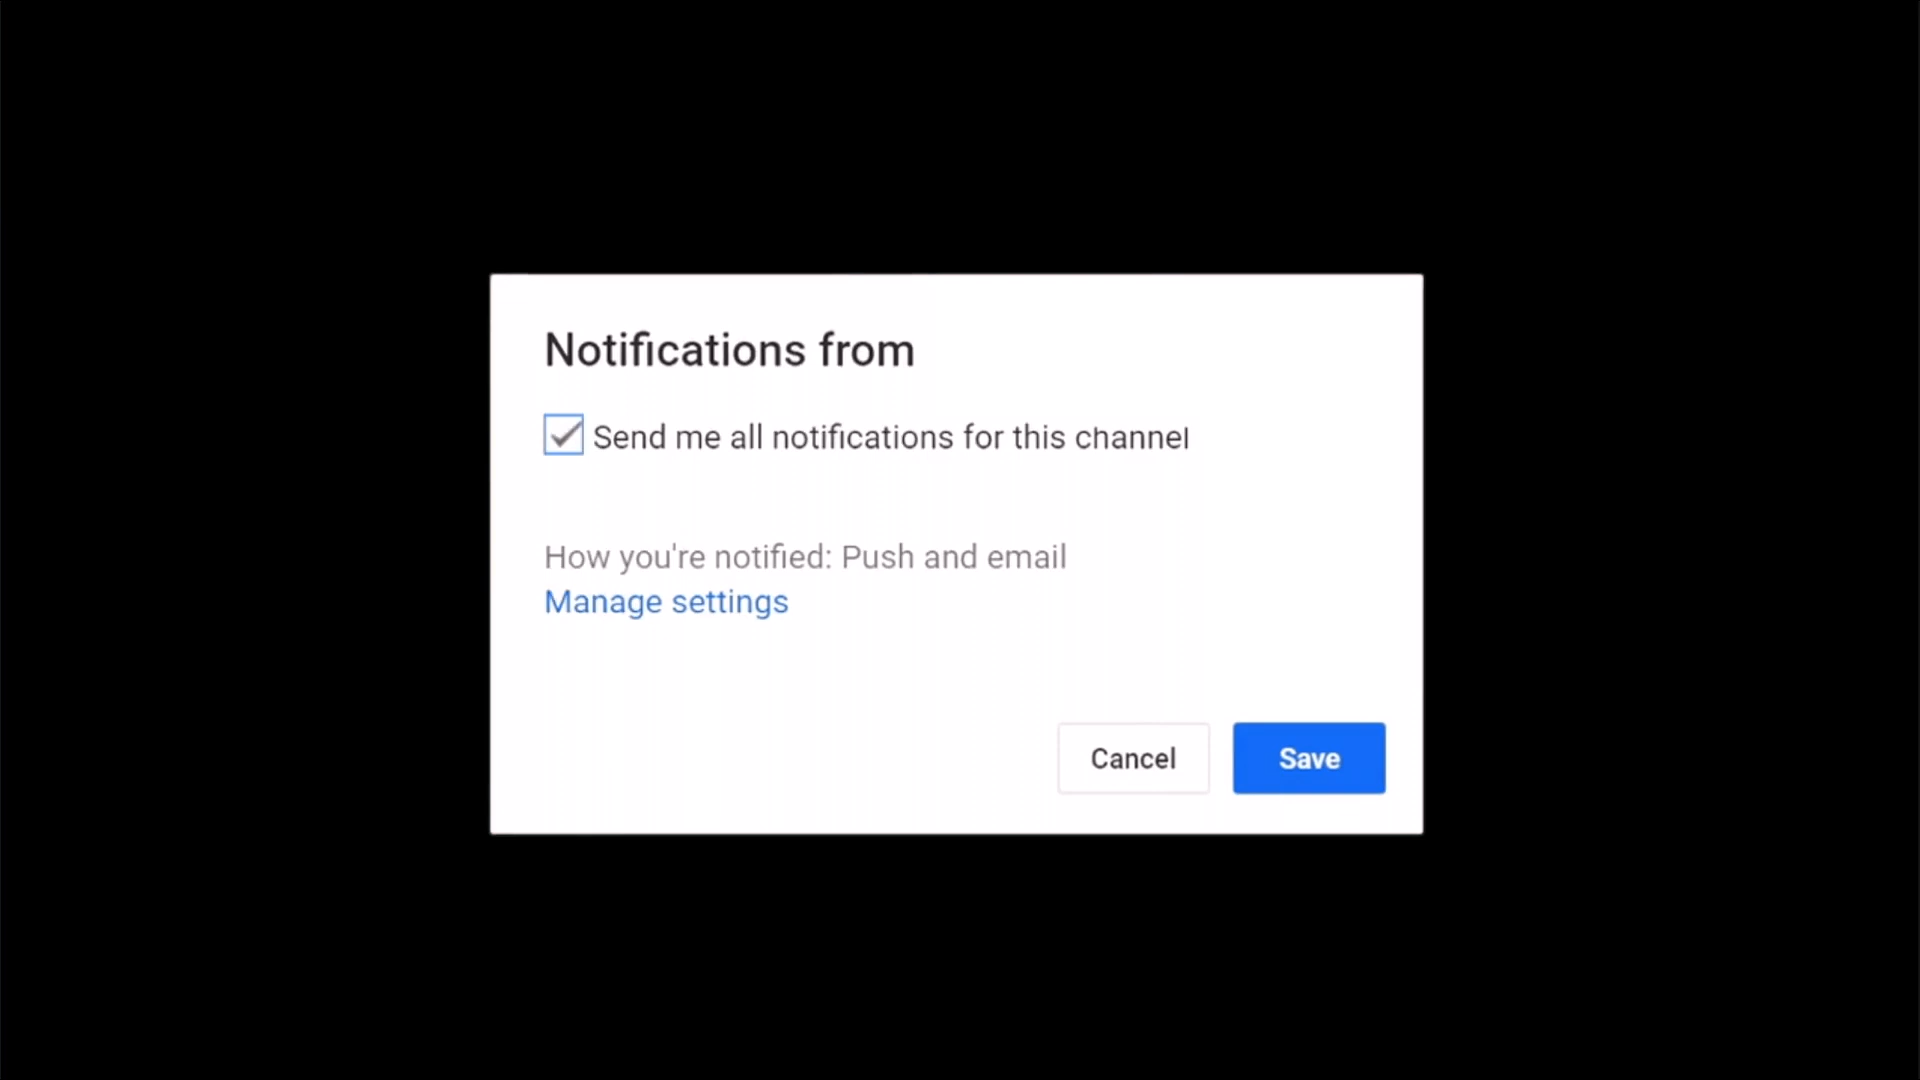 Notifications from
Send me all notifications for this channel
How you're notified: Push and email
Manage settings
Cancel
Save